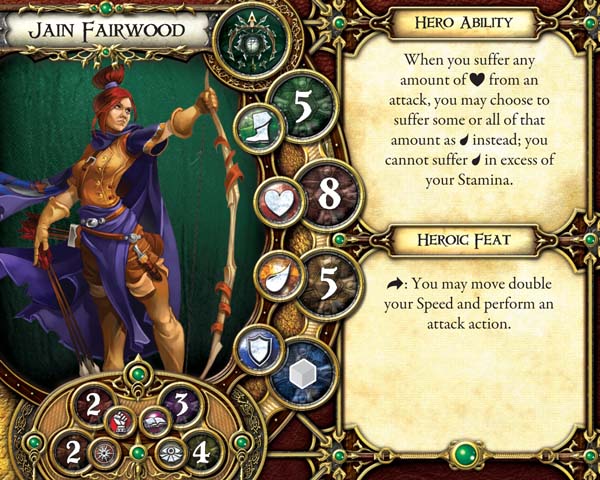 Jain Fairwood
5
8
5
2
3
2
4
Hero Ability
When you suffer any
amount of from an
attack, you may choose to
suffer some or all of that
amount as instead; you
cannot suffer in excess of
your Stamina.
Heroic Feat
: You may move double
your Speed and perform an
attack action.